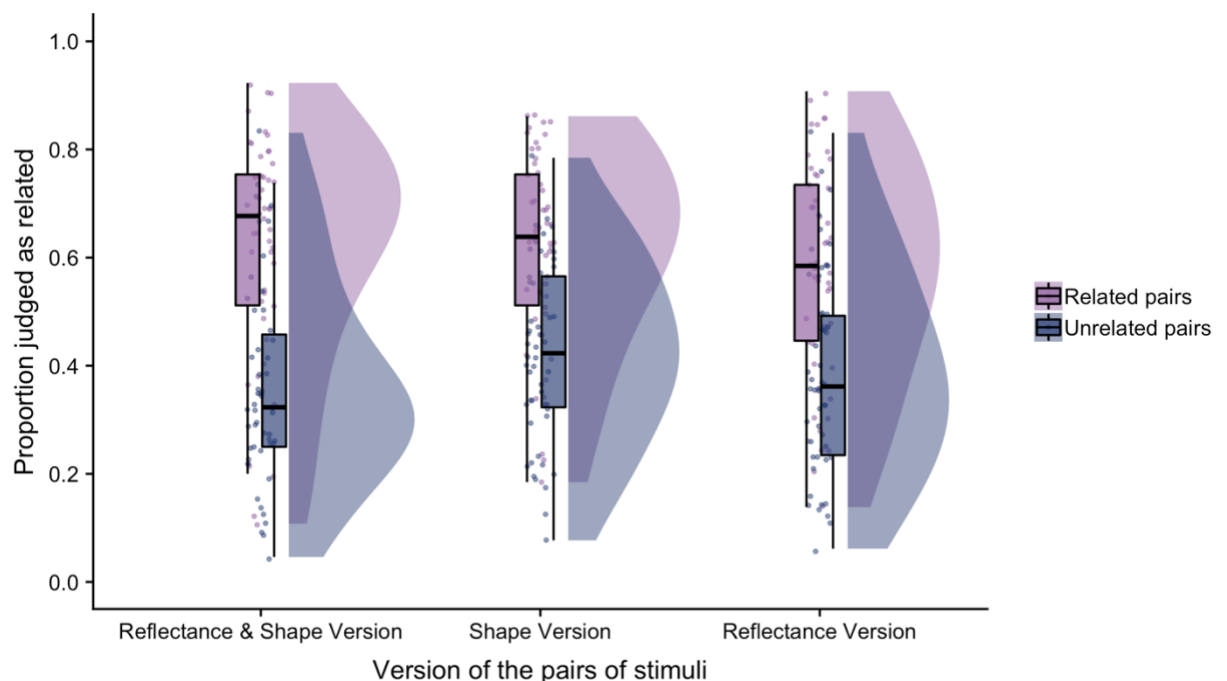 Proportion judged as related
1.0
0.8
0.6
0.4
0.2
0.0
Reflectance & Shape Version
Shape Version
Reflectance Version
Version of the pairs of stimuli
Related pairs
Unrelated pairs